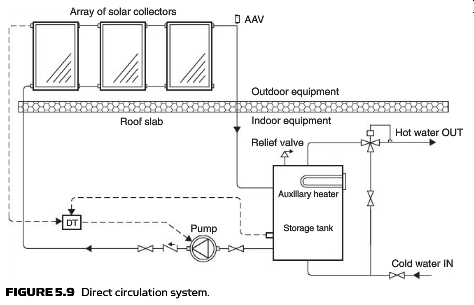 Array of solar collectors
AAV
Outdoor equipment
Roof slab
Indoor equipment
Relief valve
Hot water OUT
Auxiliary heater
DT
Pump
Storage tank
Cold water IN
FIGURE 5.9 Direct circulation system.